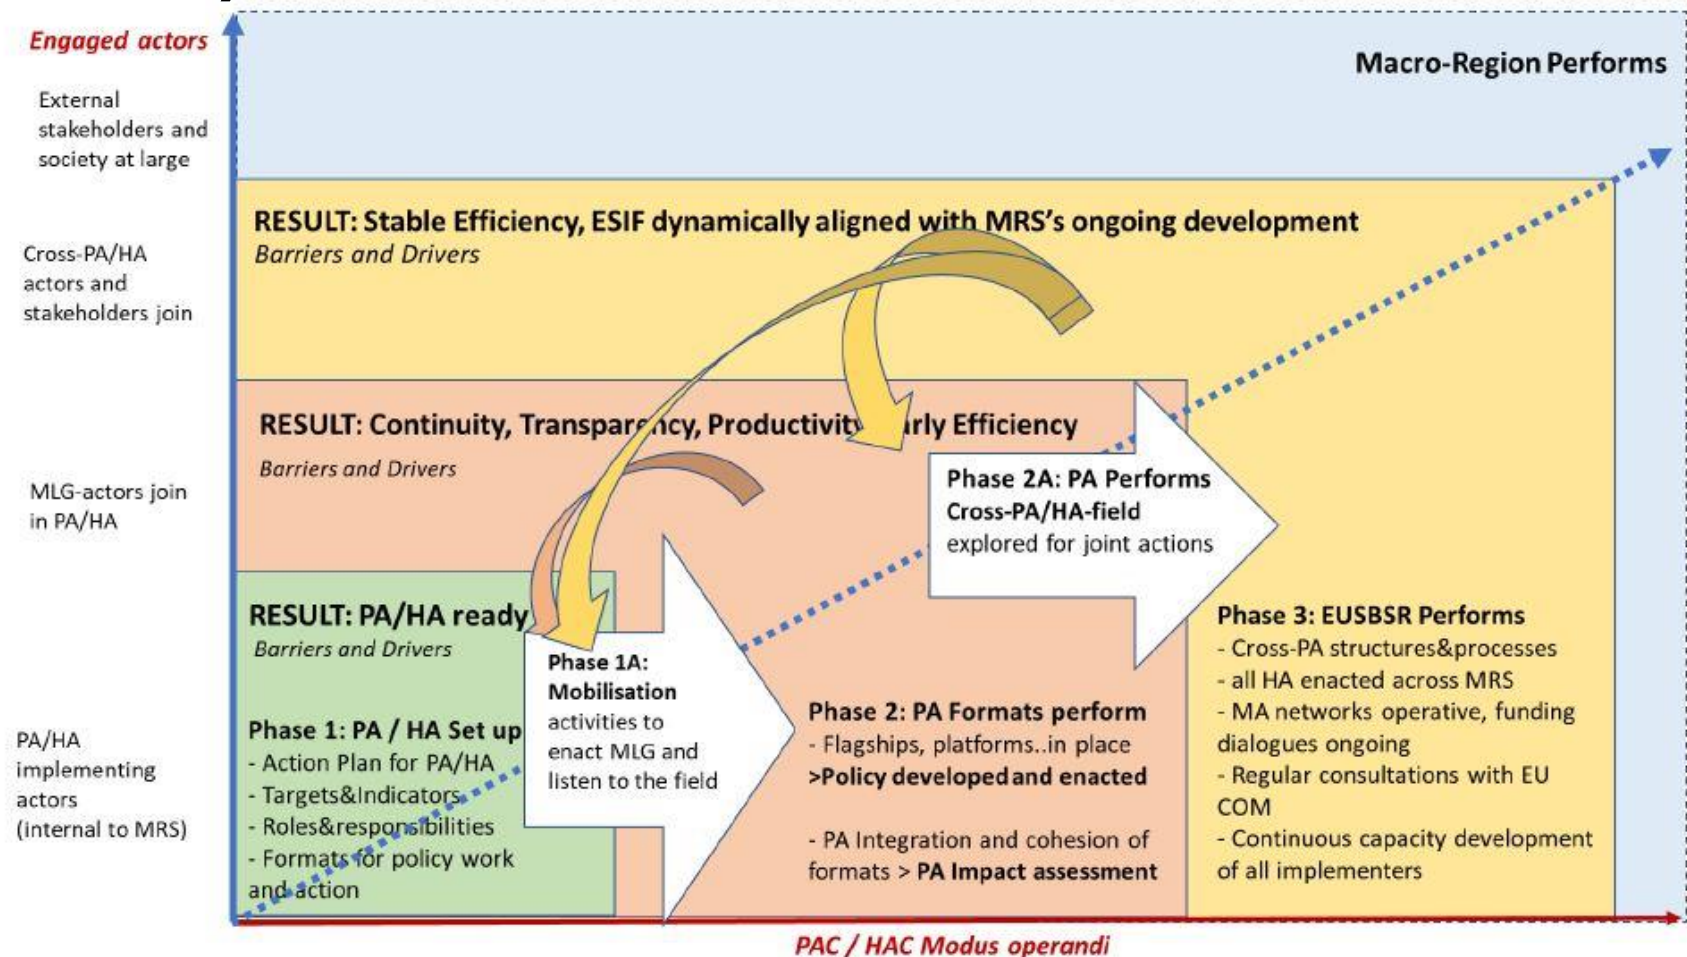 Engaged actors
External
stakeholders and
society at large
Cross-PA/HA
actors and
stakeholders join
MLG-actors join
in PA/HA
PA/HA
implementing
actors
(internal to MRS)
Macro-Region Performs
RESULT: Stable Efficiency, ESIF dynamically aligned with MRS's ongoing development
Barriers and Drivers
RESULT: Continuity, Transparency, Productivity Efficiency
Barriers and Drivers
RESULT: PA/HA ready
Barriers and Drivers
Phase 1: PA / HA Set up
- Action Plan for PA/HA
- Targets&Indicators
- Roles&responsibilities
- Formats for policy work
and action
Phase 1A:
Mobilisation
activities to
enact MLG and
listen to the field
Phase 2: PA Formats perform
- Flagships, platforms..in place
>Policy developed and enacted
- PA Integration and cohesion of
formats > PA Impact assessment
Phase 2A: PA Performs
Cross-PA/HA-field
explored for joint actions
Phase 3: EUSBSR Performs
- Cross-PA structures&processes
- all HA enacted across MRS
- MA networks operative, funding
dialogues ongoing
- Regular consultations with EU
COM
- Continuous capacity development
of all implementers
PAC / HAC Modus operandi